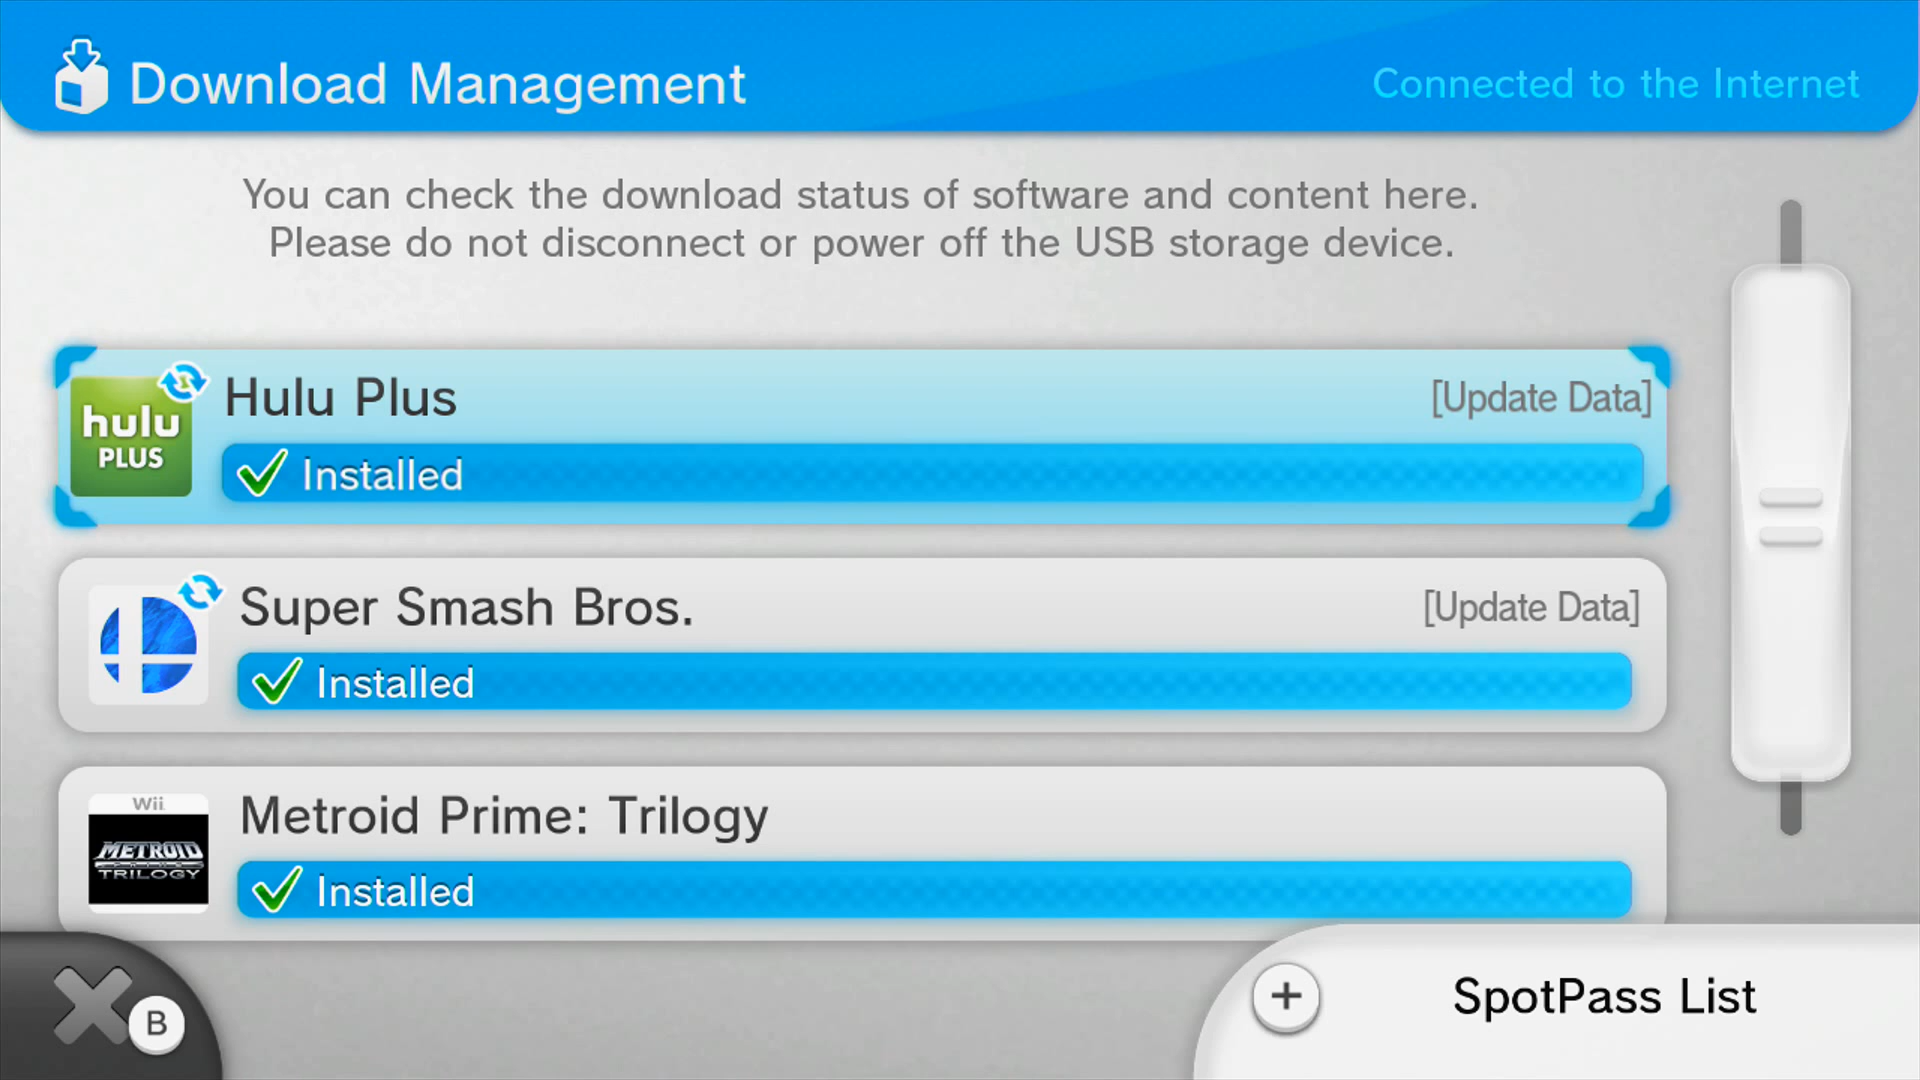 Download Management
Connected to the Internet
You can check the download status of software and content here.
Please do not disconnect or power off the USB storage device.
hulu
PLUS
Hulu Plus
[Update Data]
Installed
Super Smash Bros.
[Update Data]
Installed
Wii
METROID
PRIME
TRILOGY
Metroid Prime: Trilogy
Installed
B
SpotPass List